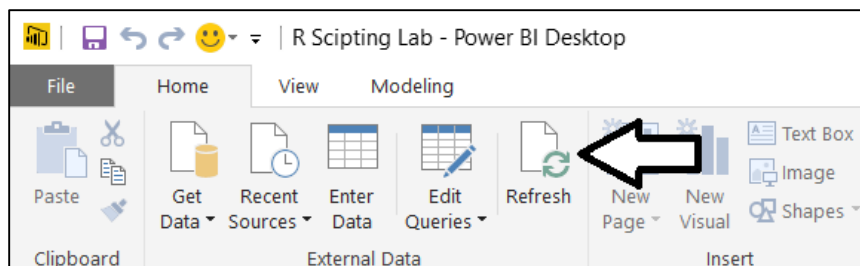 R Scipting Lab - Power BI Desktop
File Home View Modeling
Paste
Get Data
Recent Sources
Enter Data
Edit Queries
Refresh
New Page
New Visual
Text Box
Image
Shapes
Clipboard External Data Insert